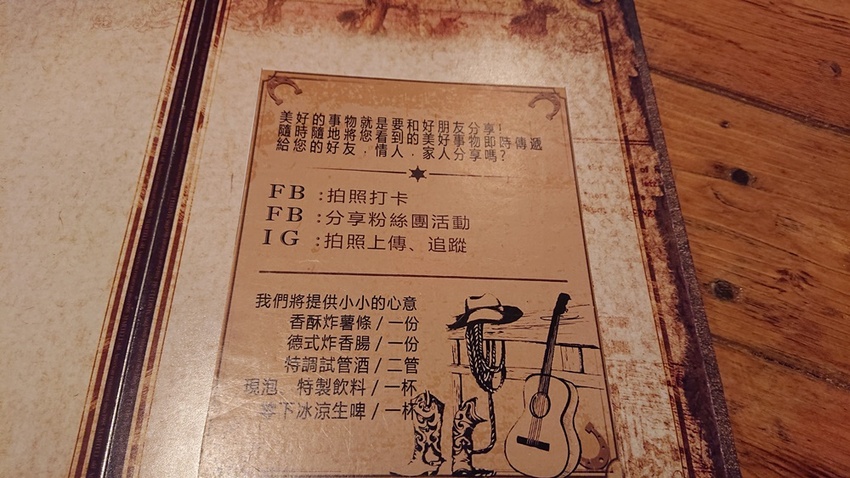 美好的事物就是要和好朋友分享!
隨時隨地將您看到的美好事物即時傳遞
給您的好友，情人，家人分享嗎?
FB :拍照打卡
FB :分享粉絲團活動
IG :拍照上傳、追蹤
我們將提供小小的心意
香酥炸薯條/一份
德式炸香腸/一份
特調試管酒/二管
現泡、特製飲料/一杯
零下冰涼生啤/一杯